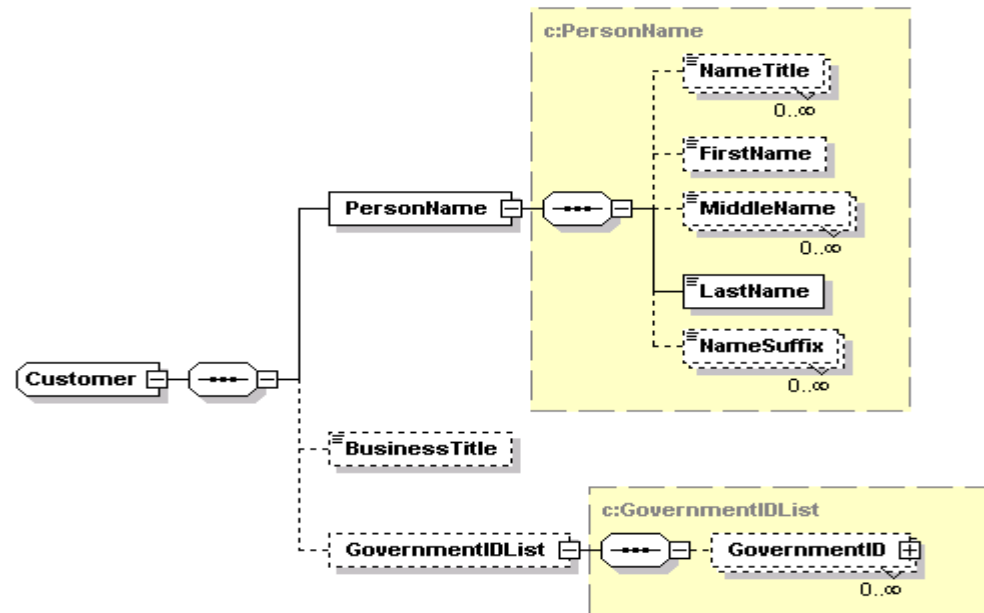 c:PersonName
NameTitle
0..∞
FirstName
PersonName
MiddleName
0..∞
LastName
NameSuffix
0..∞
Customer
BusinessTitle
c:GovernmentIDList
GovernmentIDList
GovernmentID
0..∞